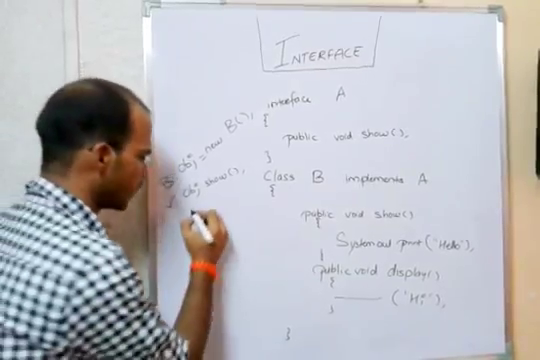 INTERFACE
interface A
{
public void show();
}
Class B implements A
{
public void show()
{
System.out.print("Hello");
}
public void display()
{
("Hi");
}
}
B obj = new B();
obj.show();